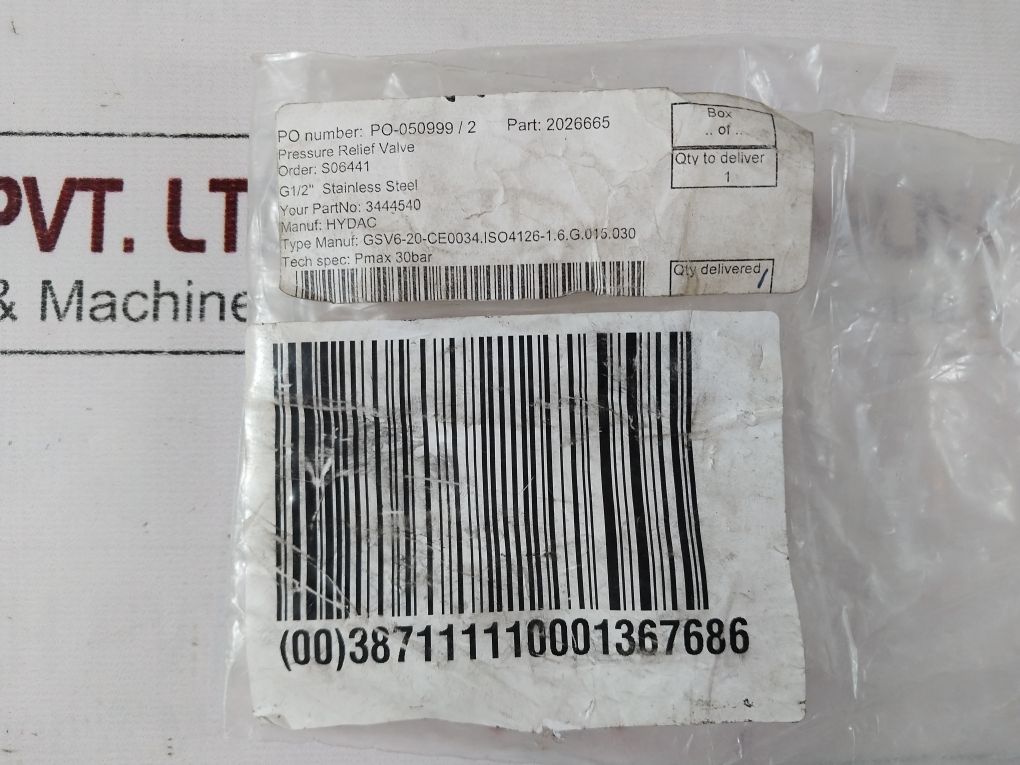 PO number: PO-050999 / 2 Part: 2026665
Pressure Relief Valve
Order: S06441
G1/2" Stainless Steel
Your PartNo: 3444540
Manuf: HYDAC
Type Manuf: GSV6-20-CE0034.ISO4126-1.6.G.015.030
Tech spec: Pmax 30bar
Box
.. of ..
Qty to deliver
1
Qty delivered
PVT. LT
& Machine
(00)387111110001367686